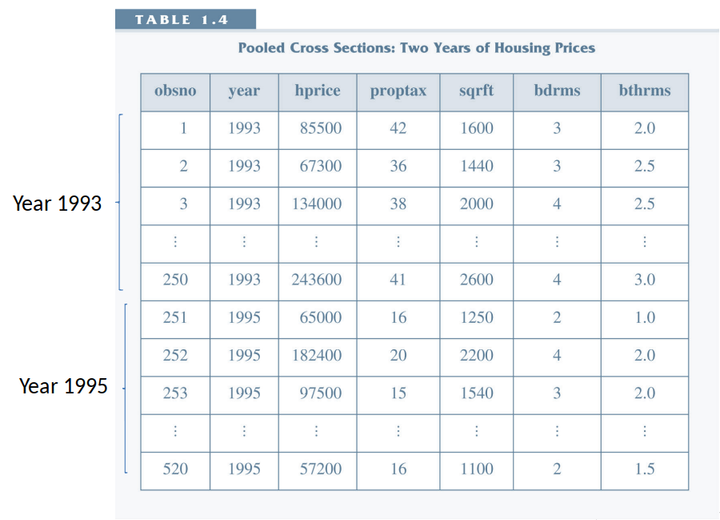 TABLE 1.4
Pooled Cross Sections: Two Years of Housing Prices
obsno year hprice proptax sqrft bdrms bthrms
1 1993 85500 42 1600 3 2.0
2 1993 67300 36 1440 3 2.5
Year 1993 3 1993 134000 38 2000 4 2.5
⋮ ⋮ ⋮ ⋮ ⋮ ⋮ ⋮
250 1993 243600 41 2600 4 3.0
251 1995 65000 16 1250 2 1.0
252 1995 182400 20 2200 4 2.0
Year 1995 253 1995 97500 15 1540 3 2.0
⋮ ⋮ ⋮ ⋮ ⋮ ⋮ ⋮
520 1995 57200 16 1100 2 1.5